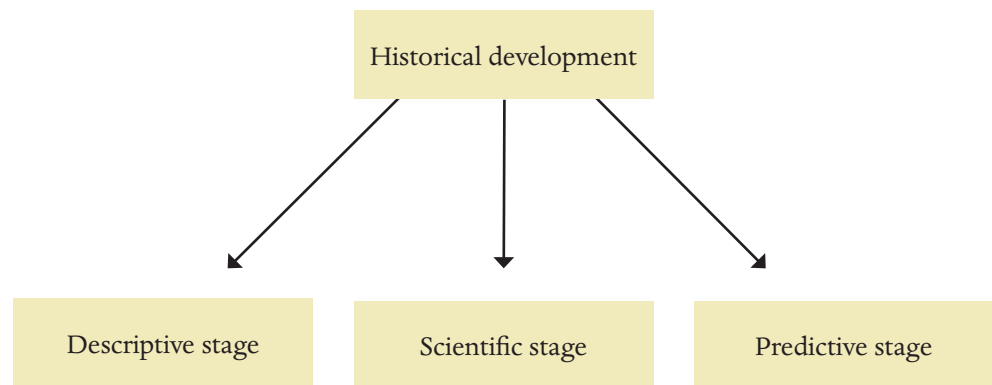 Historical development
Descriptive stage
Scientific stage
Predictive stage